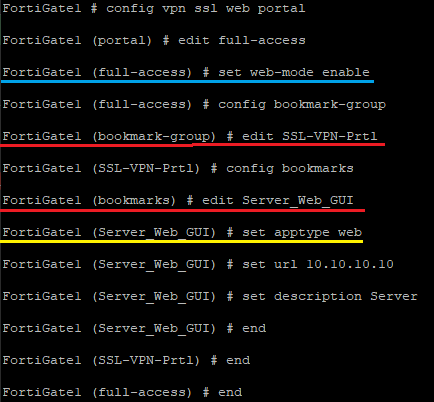 FortiGate1 # config vpn ssl web portal
FortiGate1 (portal) # edit full-access
FortiGate1 (full-access) # set web-mode enable
FortiGate1 (full-access) # config bookmark-group
FortiGate1 (bookmark-group) # edit SSL-VPN-Prtl
FortiGate1 (SSL-VPN-Prtl) # config bookmarks
FortiGate1 (bookmarks) # edit Server_Web_GUI
FortiGate1 (Server_Web_GUI) # set apptype web
FortiGate1 (Server_Web_GUI) # set url 10.10.10.10
FortiGate1 (Server_Web_GUI) # set description Server
FortiGate1 (Server_Web_GUI) # end
FortiGate1 (SSL-VPN-Prtl) # end
FortiGate1 (full-access) # end